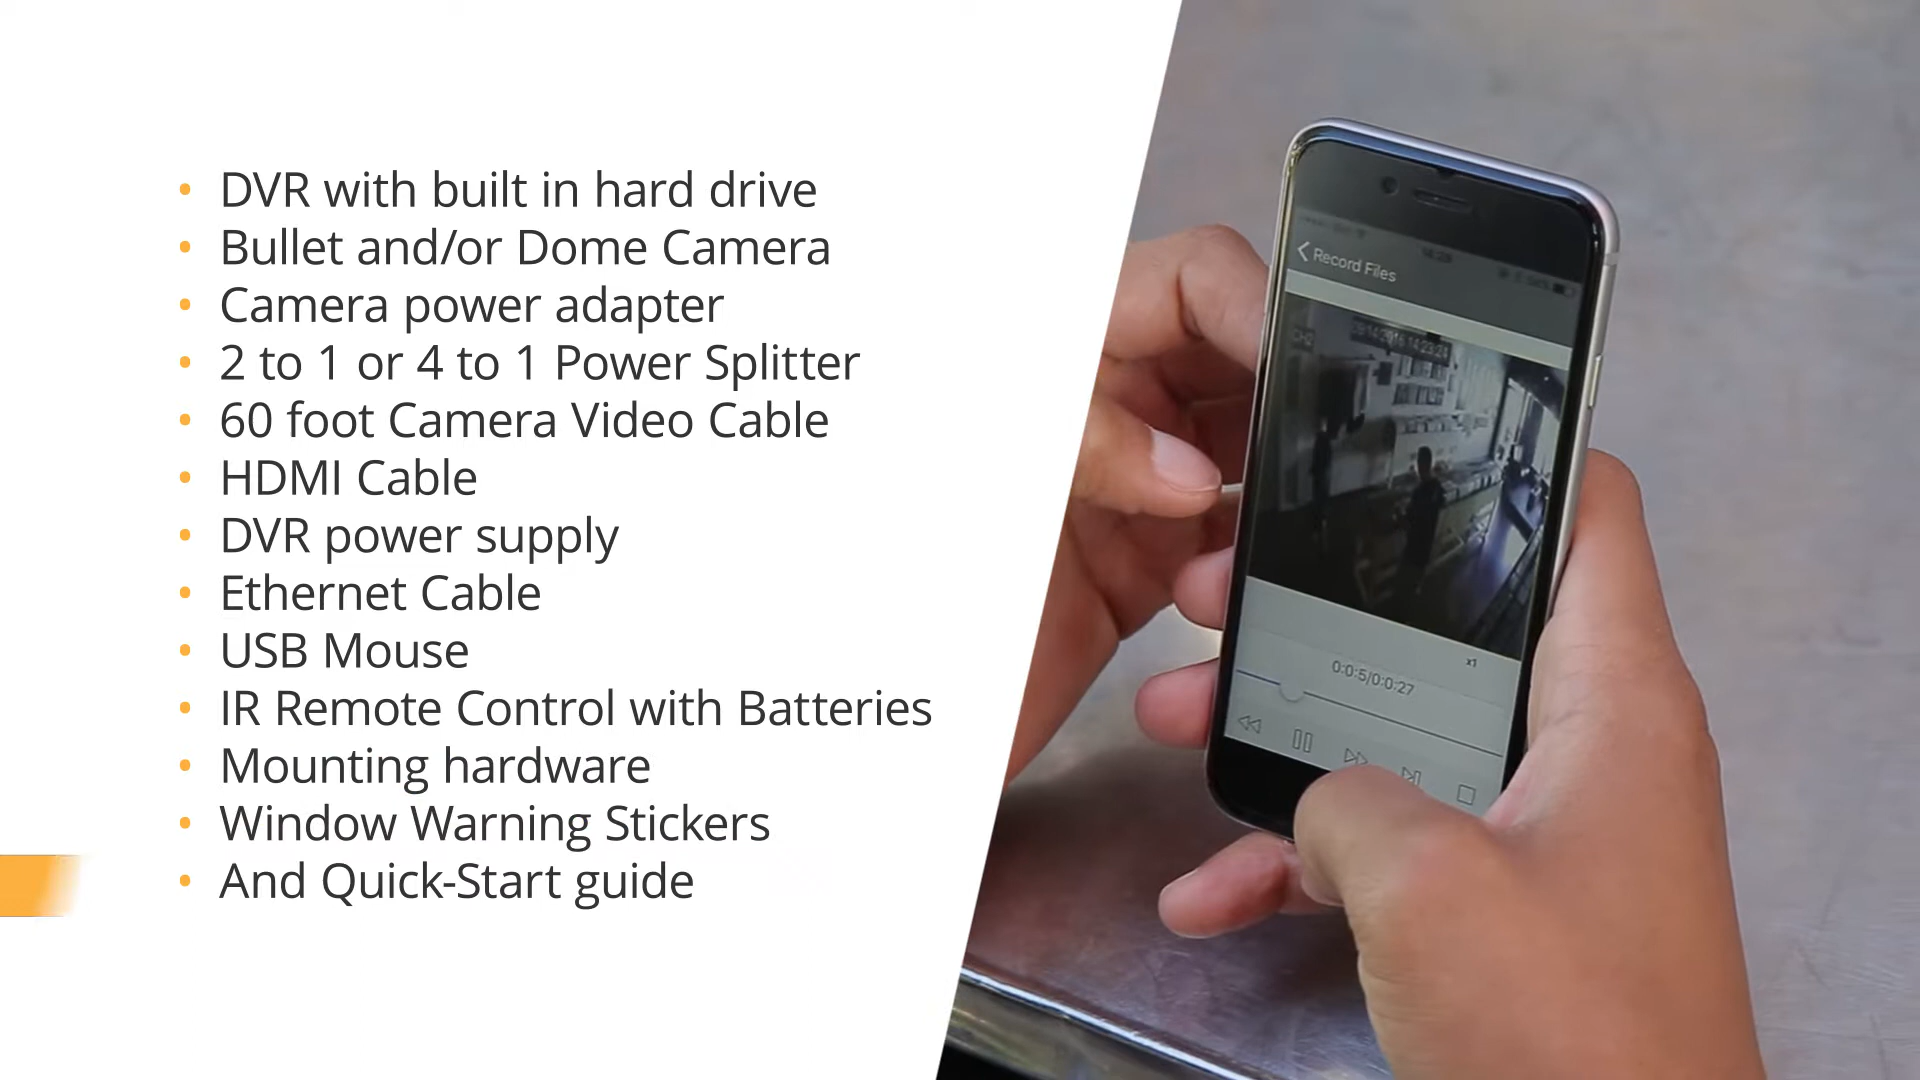 • DVR with built in hard drive
• Bullet and/or Dome Camera
• Camera power adapter
• 2 to 1 or 4 to 1 Power Splitter
• 60 foot Camera Video Cable
• HDMI Cable
• DVR power supply
• Ethernet Cable
• USB Mouse
• IR Remote Control with Batteries
• Mounting hardware
• Window Warning Stickers
• And Quick-Start guide
Record Files
CH2
x1
0:0:5/0:0:27